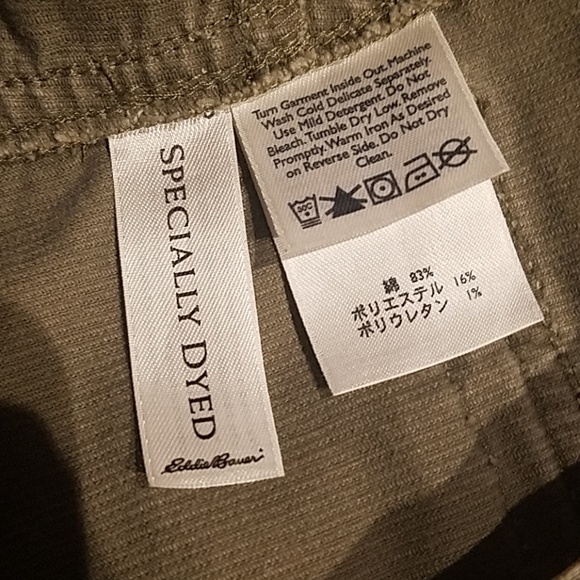 SPECIALLY DYED
Eddie Bauer
Turn Garment Inside Out. Machine
Wash Cold Delicate Separately.
Use Mild Detergent. Do Not
Bleach. Tumble Dry Low. Remove
Promptly. Warm Iron As Desired
on Reverse Side. Do Not Dry
Clean.
30C
綿 83%
ポリエステル 16%
ポリウレタン 1%